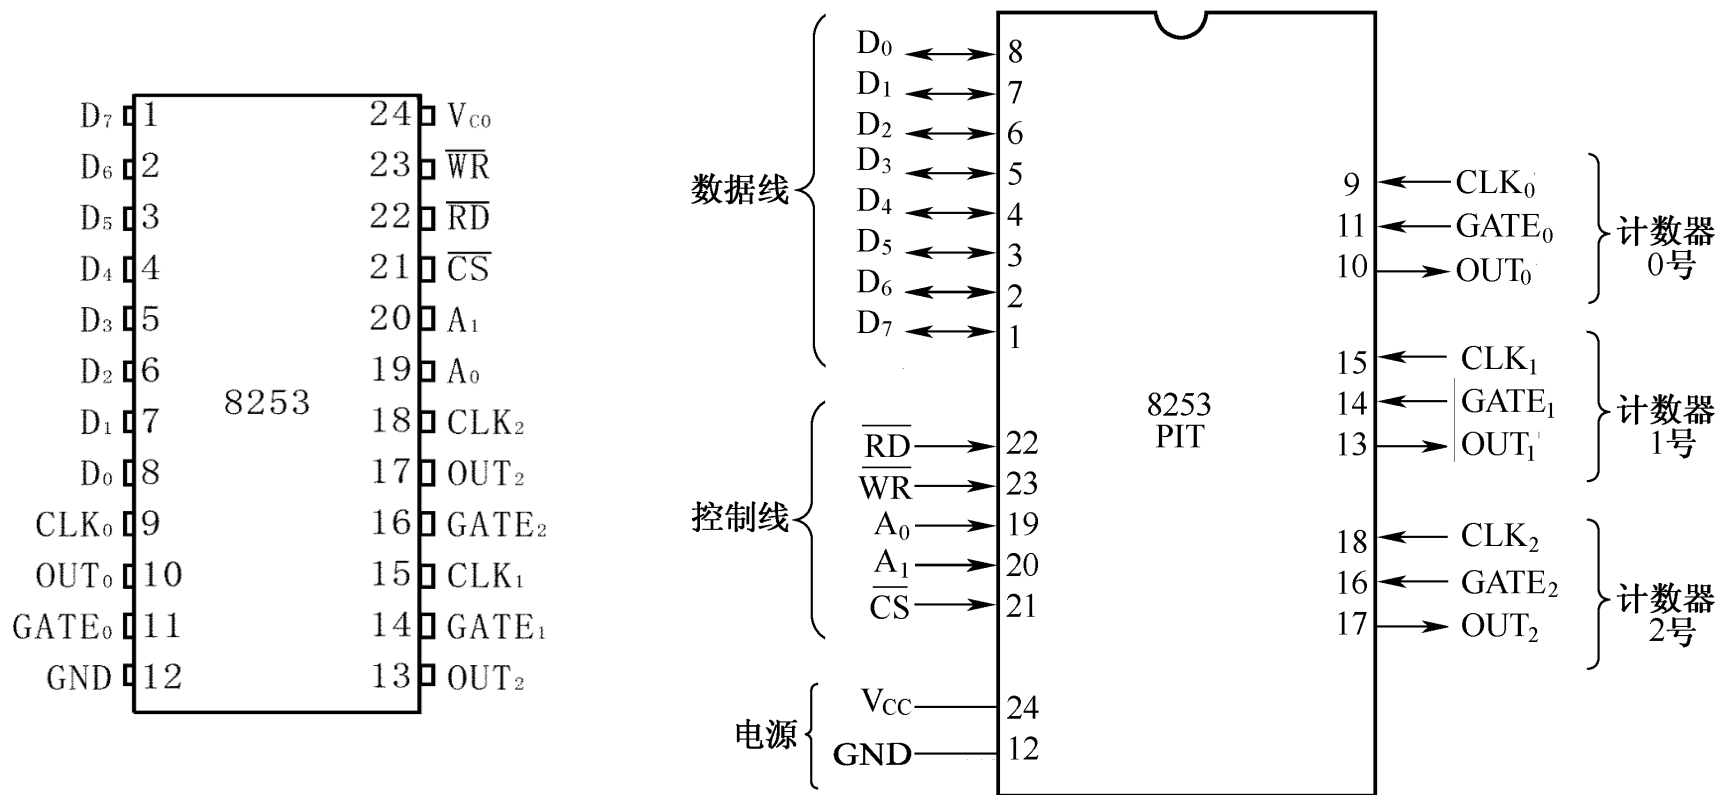 D7 1 24 VC0
D6 2 23 W̅R̅
D5 3 22 R̅D̅
D4 4 21 C̅S̅
D3 5 20 A1
D2 6 19 A0
8253
D1 7 18 CLK2
D0 8 17 OUT2
CLK0 9 16 GATE2
OUT0 10 15 CLK1
GATE0 11 14 GATE1
GND 12 13 OUT2
数据线
D0 8
D1 7
D2 6
D3 5
D4 4
D5 3
D6 2
D7 1
控制线
R̅D̅ 22
W̅R̅ 23
A0 19
A1 20
C̅S̅ 21
电源
VCC 24
GND 12
8253
PIT
9 CLK0
11 GATE0
10 OUT0
计数器
0号
15 CLK1
14 GATE1
13 OUT1
计数器
1号
18 CLK2
16 GATE2
17 OUT2
计数器
2号